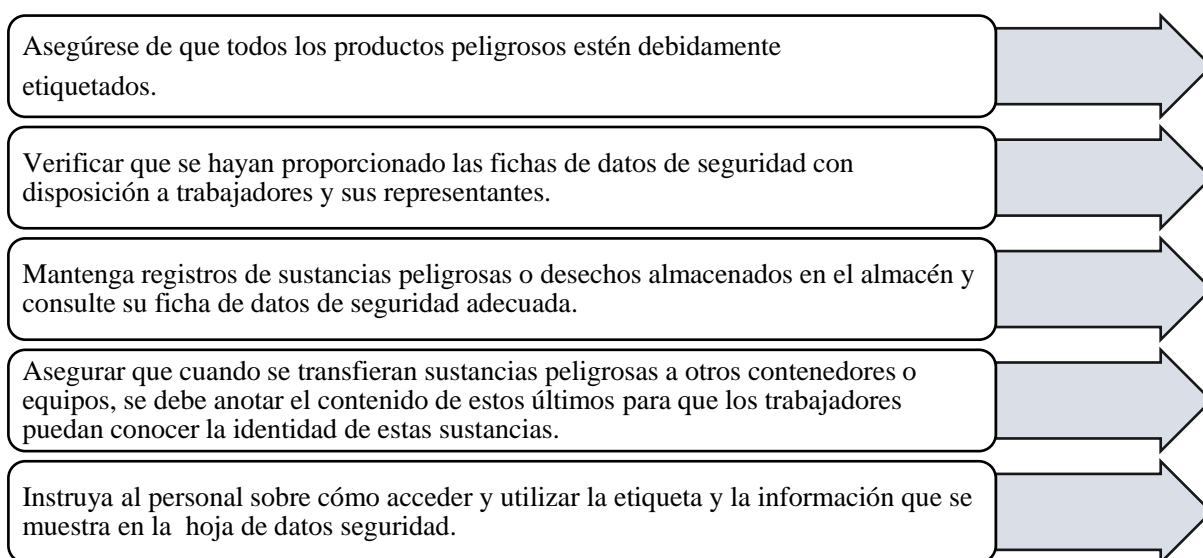 Asegúrese de que todos los productos peligrosos estén debidamente
etiquetados.
Verificar que se hayan proporcionado las fichas de datos de seguridad con
disposición a trabajadores y sus representantes.
Mantenga registros de sustancias peligrosas o desechos almacenados en el almacén y
consulte su ficha de datos de seguridad adecuada.
Asegurar que cuando se transfieran sustancias peligrosas a otros contenedores o
equipos, se debe anotar el contenido de estos últimos para que los trabajadores
puedan conocer la identidad de estas sustancias.
Instruya al personal sobre cómo acceder y utilizar la etiqueta y la información que se
muestra en la hoja de datos seguridad.